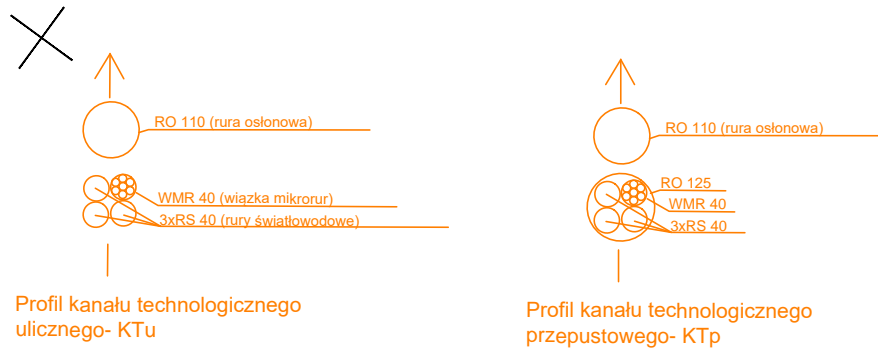 RO 110 (rura osłonowa)
WMR 40 (wiązka mikrorur)
3xRS 40 (rury światłowodowe)
Profil kanału technologicznego
ulicznego- KTu
RO 110 (rura osłonowa)
RO 125
WMR 40
3xRS 40
Profil kanału technologicznego
przepustowego- KTp